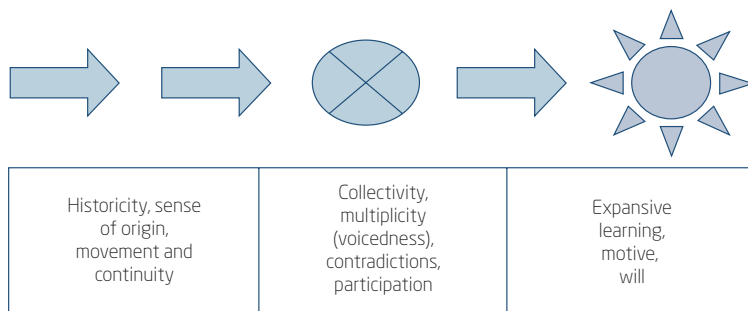 Historicity, sense
of origin,
movement and
continuity
Collectivity,
multiplicity
(voicedness),
contradictions,
participation
Expansive
learning,
motive,
will